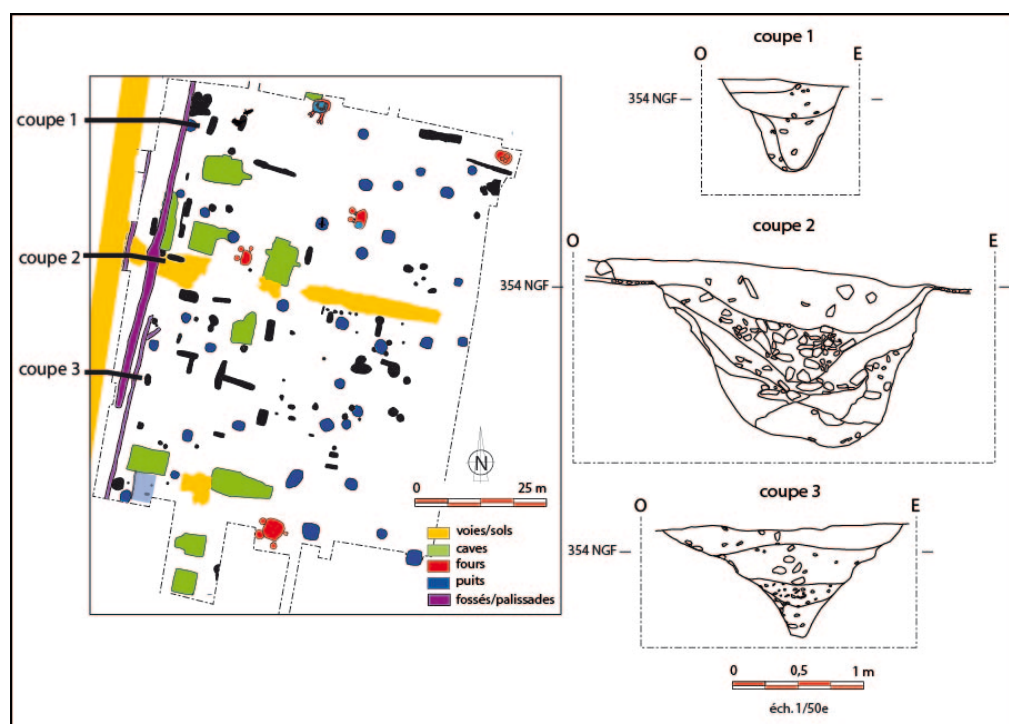 coupe 1
coupe 2
coupe 3
N
0 25 m
voies/sols
caves
fours
puits
fossés/palissades
coupe 1
O E
354 NGF
coupe 2
O E
354 NGF
coupe 3
O E
354 NGF
0 0,5 1 m
éch. 1/50e